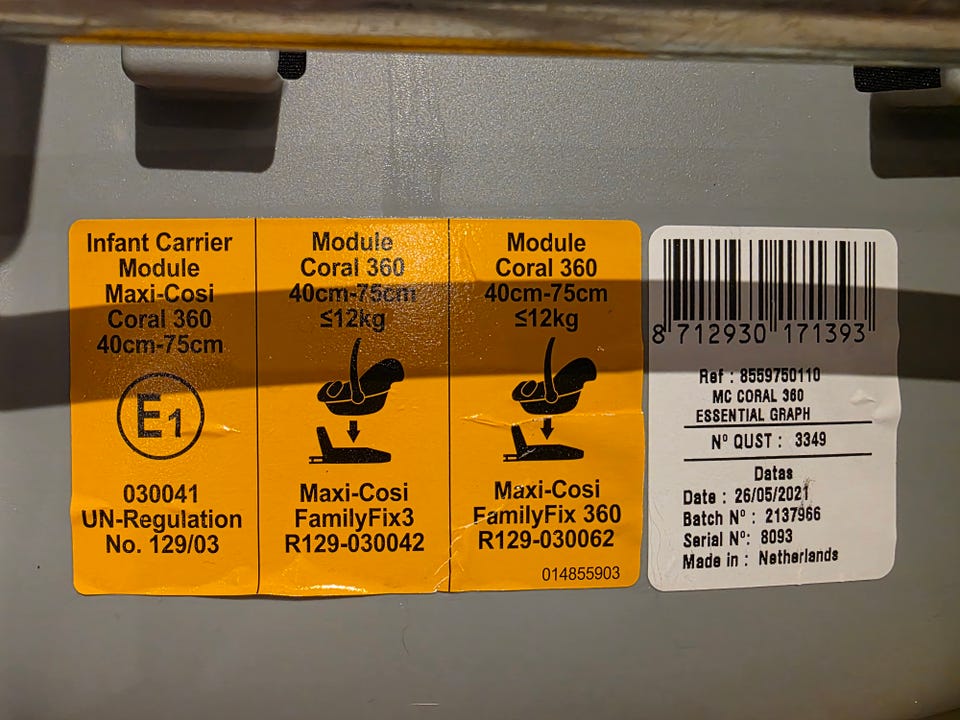 Infant Carrier
Module
Maxi-Cosi
Coral 360
40cm-75cm
E1
030041
UN-Regulation
No. 129/03
Module
Coral 360
40cm-75cm
≤12kg
Maxi-Cosi
FamilyFix3
R129-030042
Module
Coral 360
40cm-75cm
≤12kg
Maxi-Cosi
FamilyFix 360
R129-030062
014855903
8 712930 171393
Ref : 8559750110
MC CORAL 360
ESSENTIAL GRAPH
Nº QUST : 3349
Datas
Date : 26/05/2021
Batch Nº : 2137966
Serial Nº: 8093
Made in : Netherlands